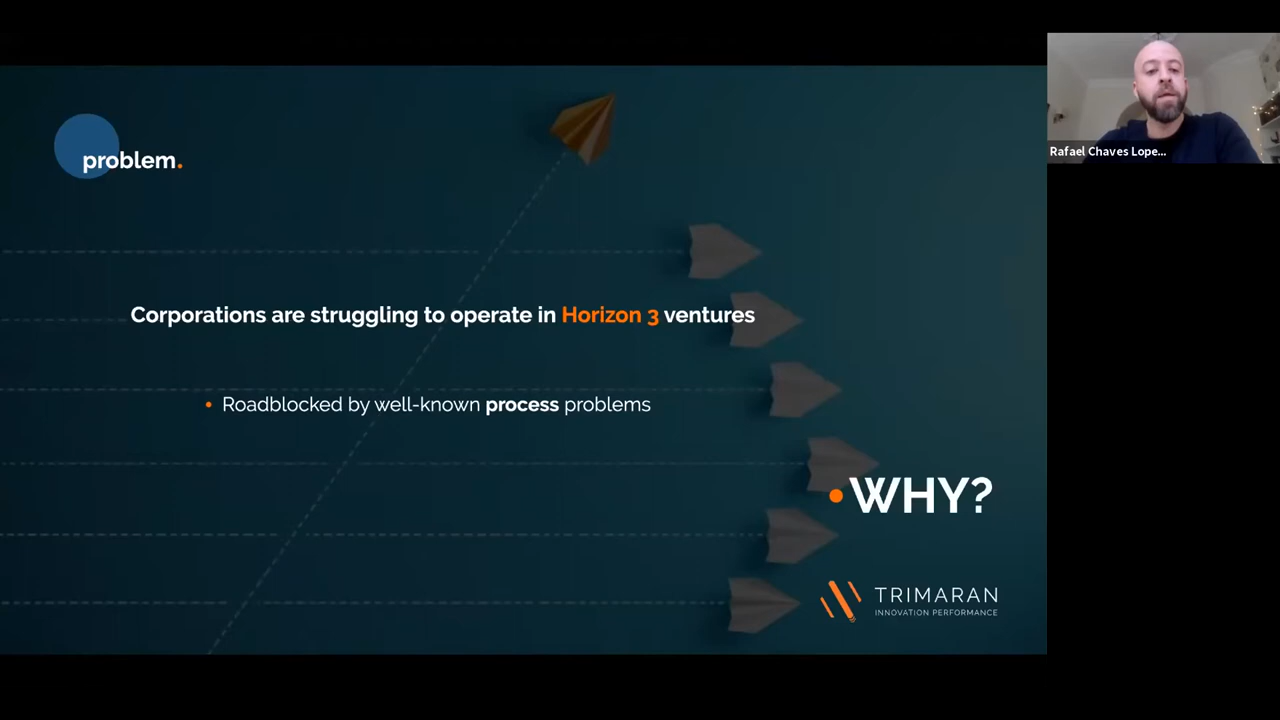 problem.
Corporations are struggling to operate in Horizon 3 ventures
• Roadblocked by well-known process problems
• WHY?
TRIMARAN
INNOVATION PERFORMANCE
Rafael Chaves Lope...